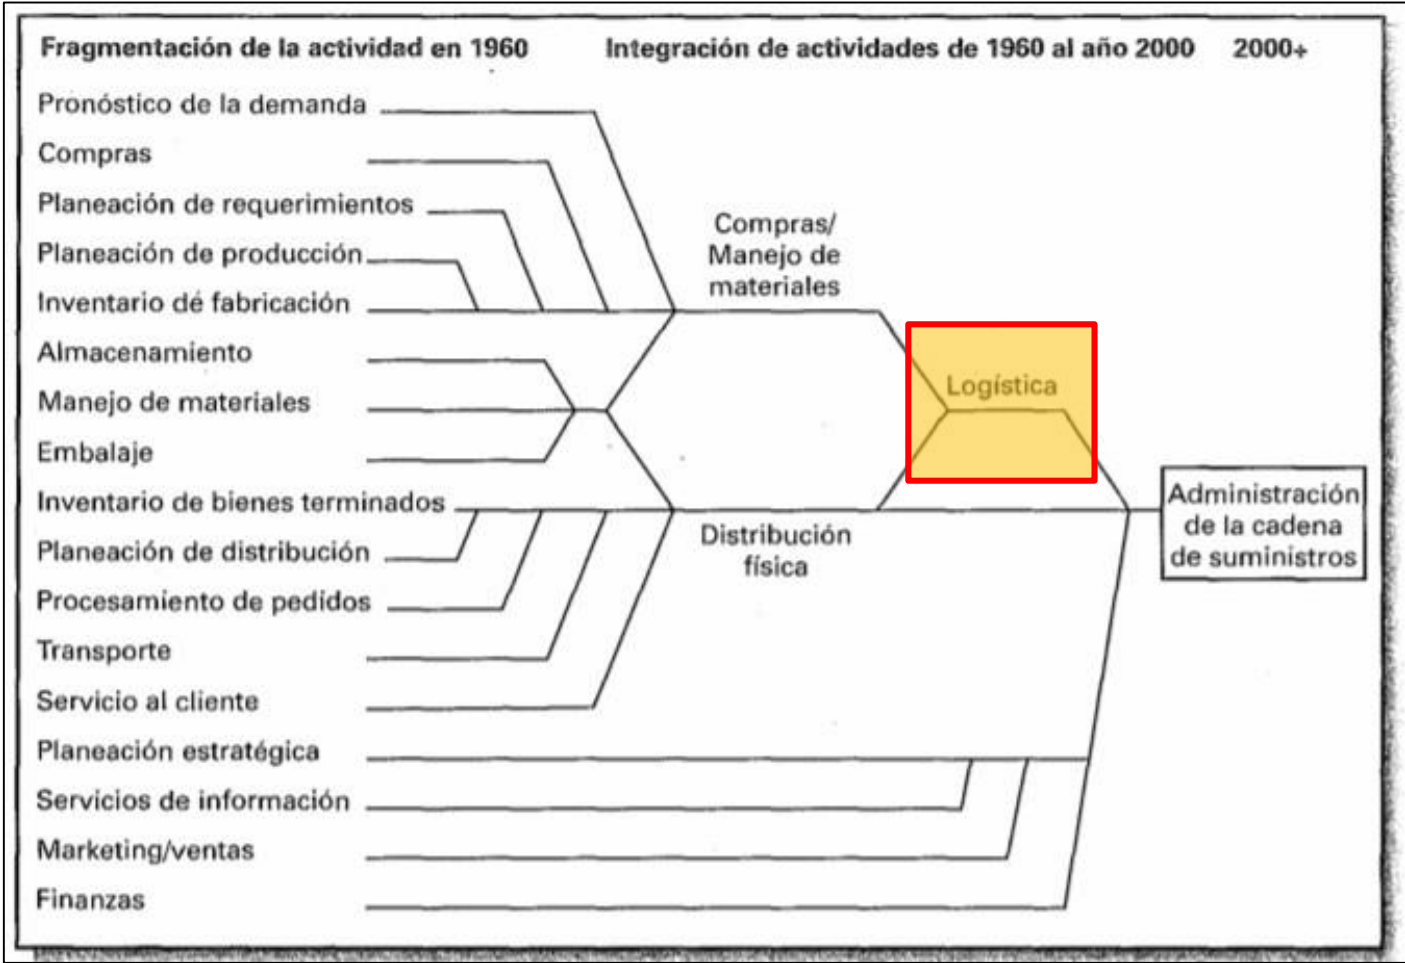 Fragmentación de la actividad en 1960
Integración de actividades de 1960 al año 2000
2000+
Pronóstico de la demanda
Compras
Planeación de requerimientos
Planeación de producción
Inventario dé fabricación
Almacenamiento
Manejo de materiales
Embalaje
Inventario de bienes terminados
Planeación de distribución
Procesamiento de pedidos
Transporte
Servicio al cliente
Planeación estratégica
Servicios de información
Marketing/ventas
Finanzas
Compras/
Manejo de
materiales
Distribución
física
Logística
Administración
de la cadena
de suministros